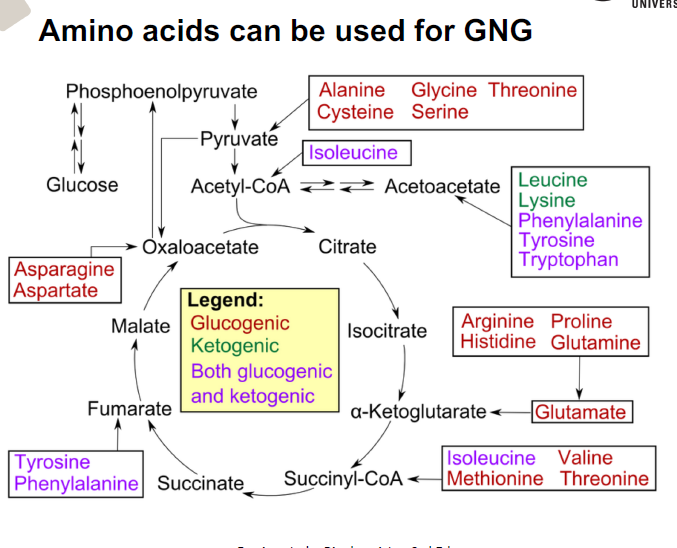 UNIVERS
Amino acids can be used for GNG
Phosphoenolpyruvate
Alanine Glycine Threonine
Cysteine Serine
Pyruvate
Isoleucine
Glucose
Acetyl-CoA
Acetoacetate
Leucine
Lysine
Phenylalanine
Tyrosine
Tryptophan
Oxaloacetate
Citrate
Asparagine
Aspartate
Legend:
Glucogenic
Ketogenic
Both glucogenic
and ketogenic
Malate
Isocitrate
Arginine Proline
Histidine Glutamine
Fumarate
α-Ketoglutarate
Glutamate
Tyrosine
Phenylalanine
Succinate
Succinyl-CoA
Isoleucine Valine
Methionine Threonine